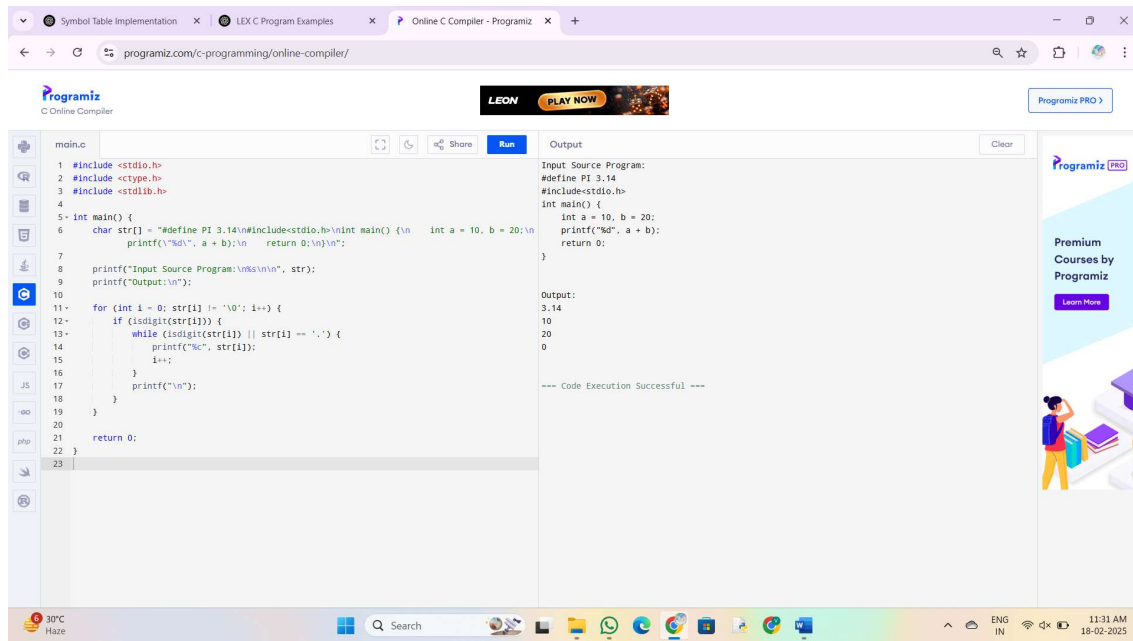 Symbol Table Implementation
LEX C Program Examples
Online C Compiler - Programiz
programiz.com/c-programming/online-compiler/
Programiz
C Online Compiler
LEON PLAY NOW
Programiz PRO >
main.c
Share
Run
Output
Clear
1 #include <stdio.h>
2 #include <ctype.h>
3 #include <stdlib.h>
4
5 int main() {
6     char str[] = "#define PI 3.14\n#include<stdio.h>\nint main() {\n    int a = 10, b = 20;\n
        printf(\"%d\", a + b);\n    return 0;\n}\n";
7
8     printf("Input Source Program:\n%s\n\n", str);
9     printf("Output:\n");
10
11     for (int i = 0; str[i] != '\0'; i++) {
12         if (isdigit(str[i])) {
13             while (isdigit(str[i]) || str[i] == '.') {
14                 printf("%c", str[i]);
15                 i++;
16             }
17             printf("\n");
18         }
19     }
20
21     return 0;
22 }
23
Input Source Program:
#define PI 3.14
#include<stdio.h>
int main() {
    int a = 10, b = 20;
    printf("%d", a + b);
    return 0;
}
Output:
3.14
10
20
0
=== Code Execution Successful ===
Programiz PRO
Premium
Courses by
Programiz
Learn More
JS
GO
php
6
30°C
Haze
Search
ENG
IN
11:31 AM
18-02-2025